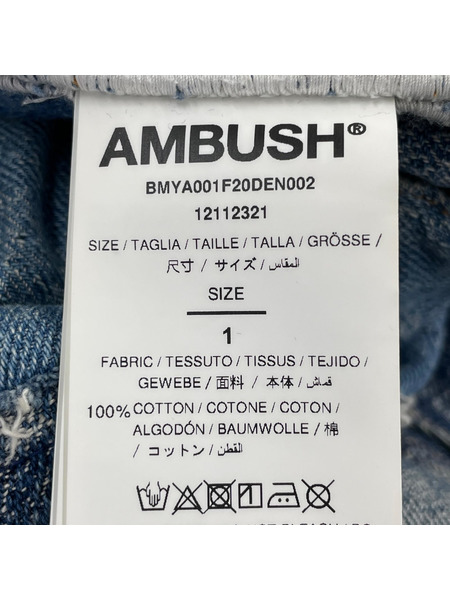 AMBUSH®
BMYA001F20DEN002
12112321
SIZE / TAGLIA / TAILLE / TALLA / GRÖSSE /
尺寸 / サイズ / المقاس /
SIZE
1
FABRIC / TESSUTO / TISSUS / TEJIDO /
GEWEBE / 面料 / 本体 / قماش /
100% COTTON / COTONE / COTON /
ALGODÓN / BAUMWOLLE / 棉
/ コットン / القطن /